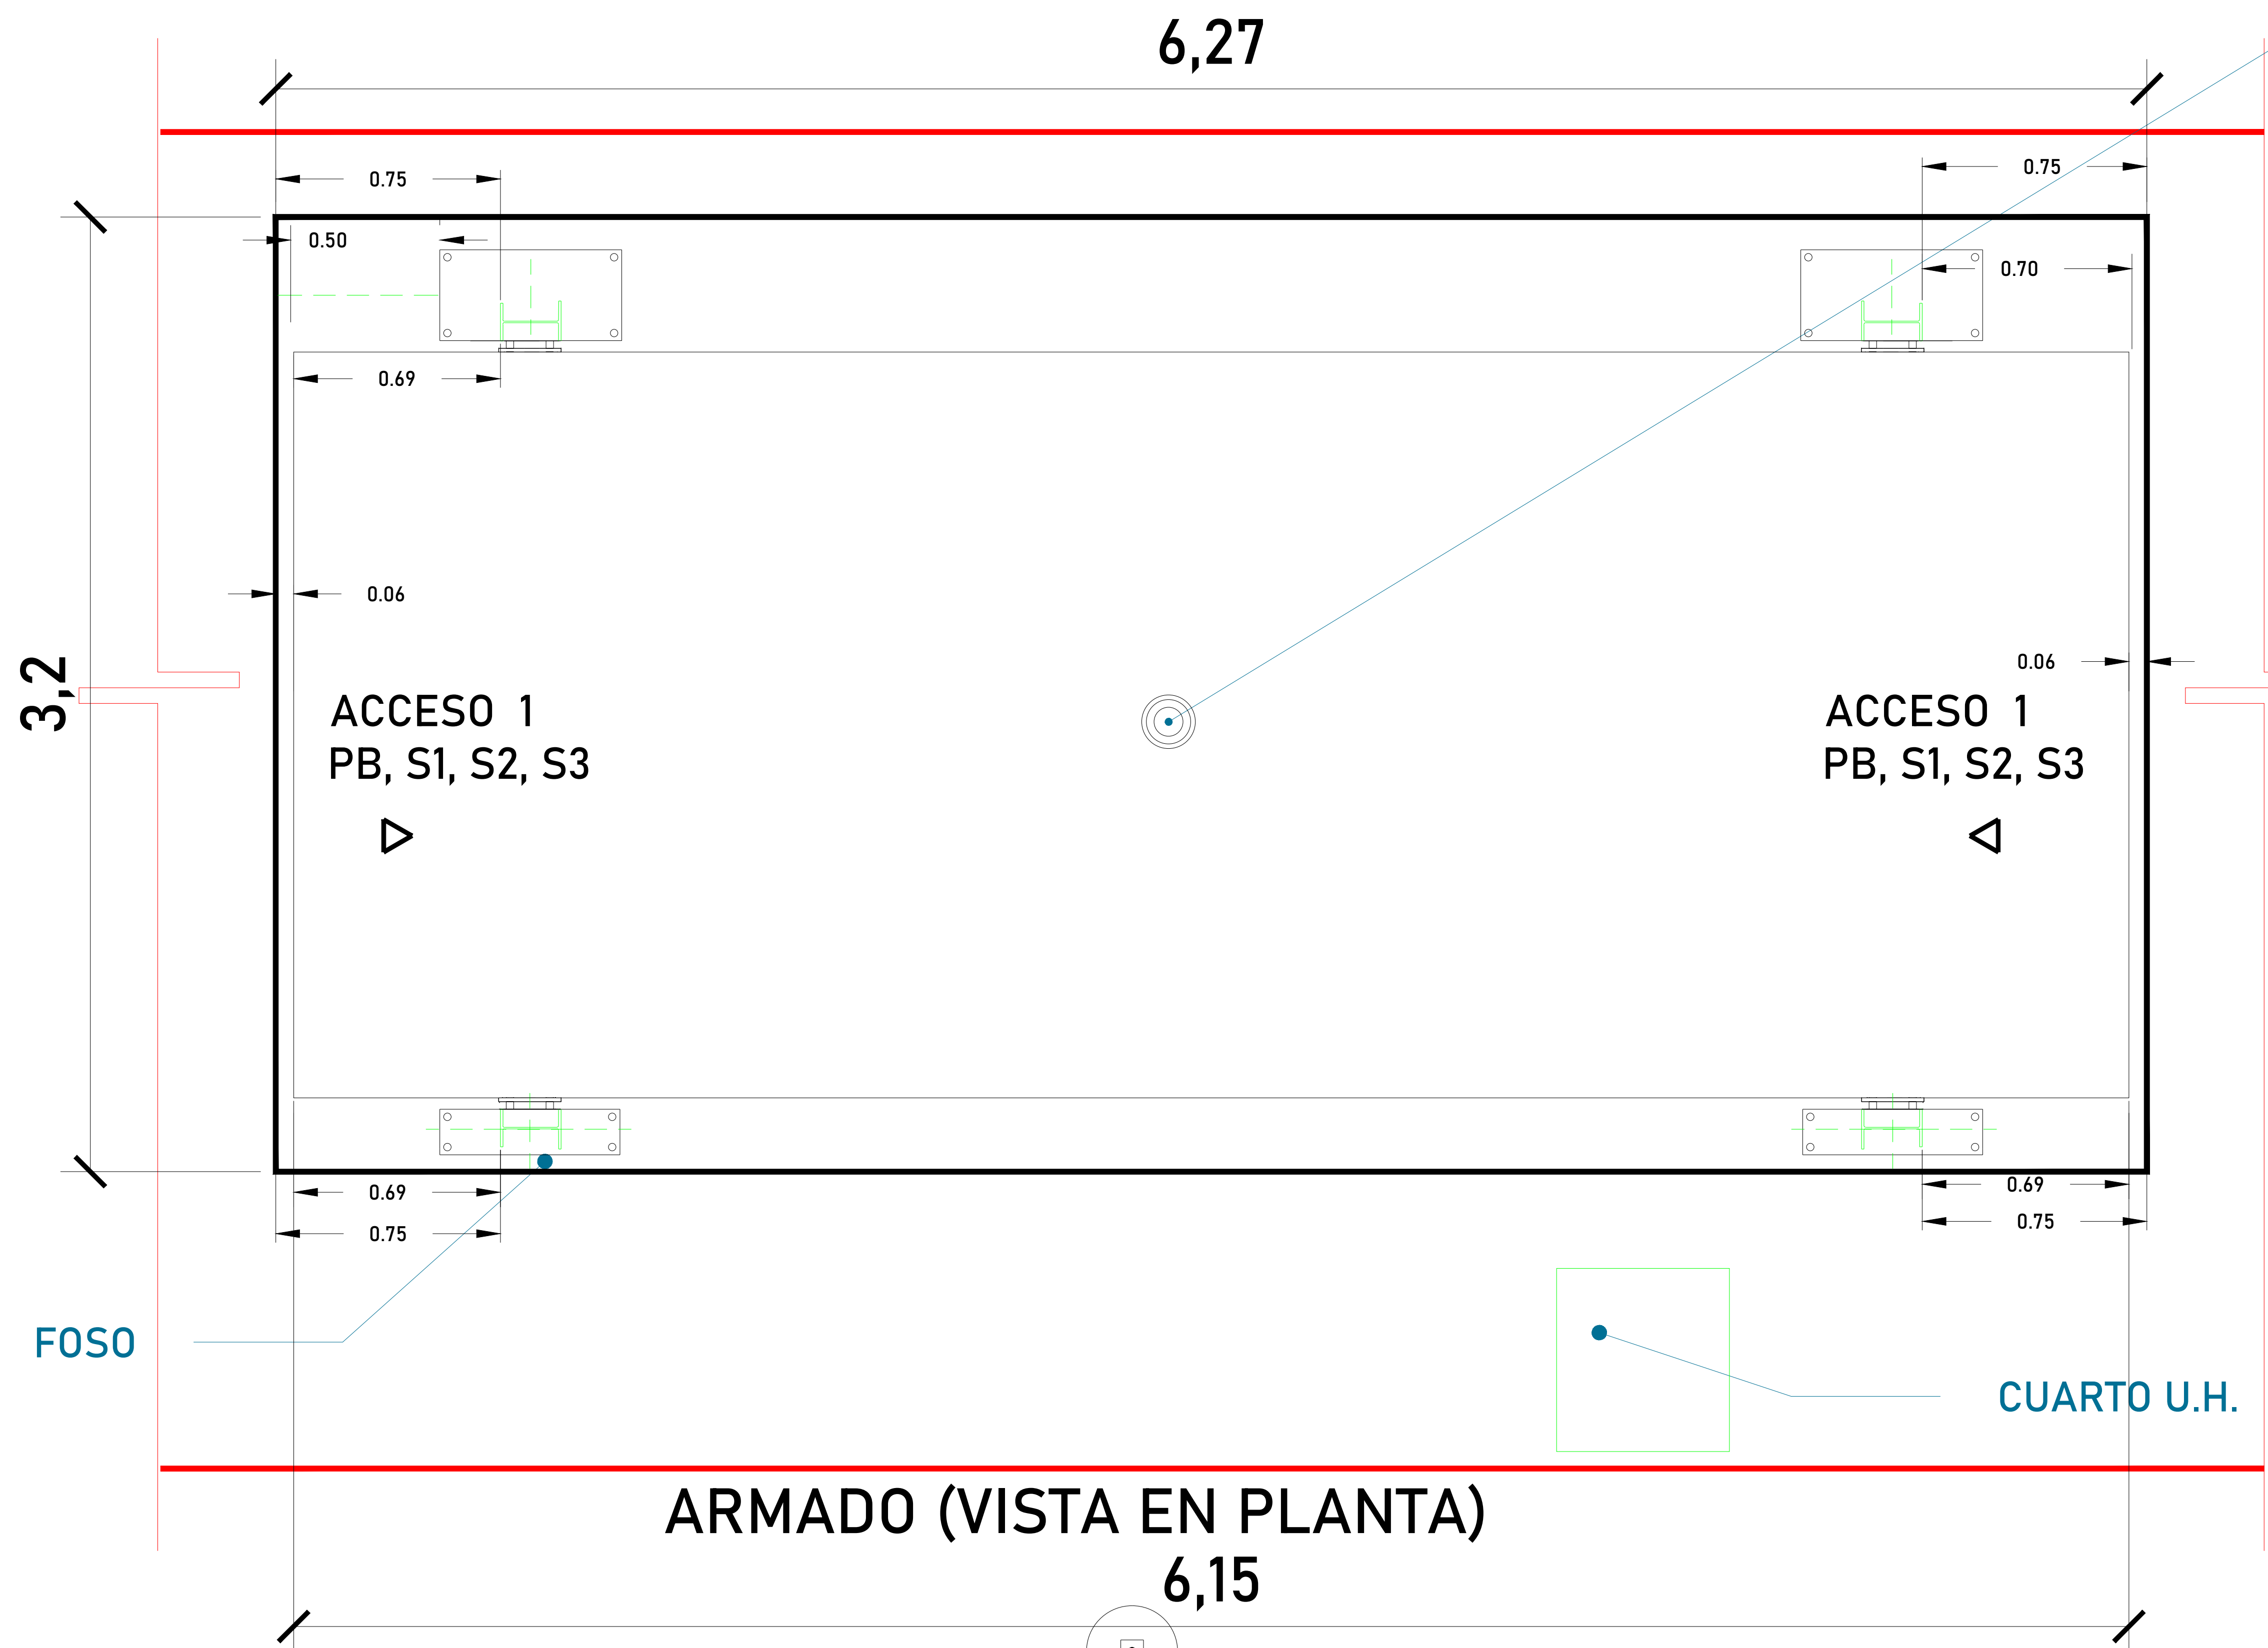 6,27
0.75
0.75
0.50
0.70
0.69
0.06
0.06
3,2
ACCESO 1
PB, S1, S2, S3
ACCESO 1
PB, S1, S2, S3
0.69
0.69
0.75
0.75
FOSO
CUARTO U.H.
ARMADO (VISTA EN PLANTA)
6,15